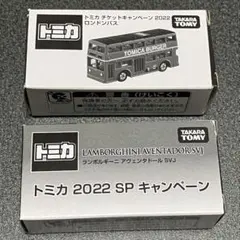 トミカ チケットキャンペーン 2022
ロンドンバス
TAKARA TOMY
トミカ
TOMICA BURGER
トミカ
LAMBORGHINI AVENTADOR SVJ
ランボルギーニ アヴェンタドール SVJ
TAKARA TOMY
トミカ 2022 SP キャンペーン